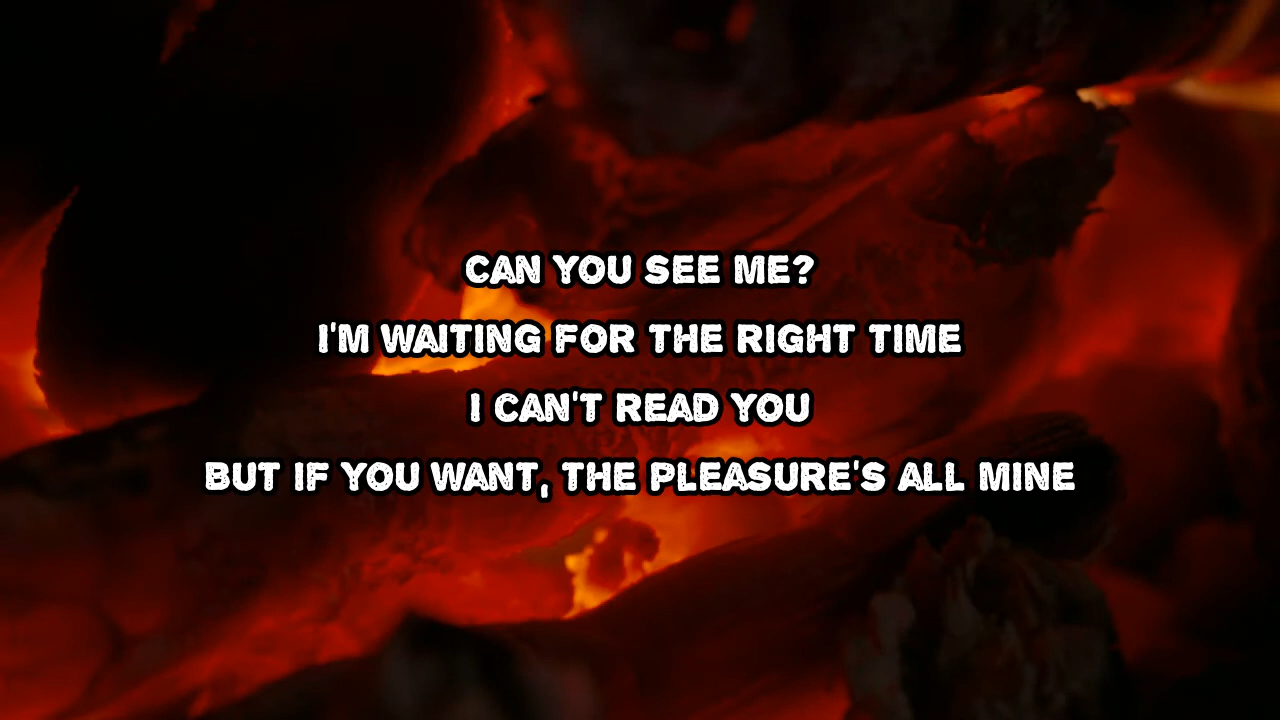 CAN YOU SEE ME?
I'M WAITING FOR THE RIGHT TIME
I CAN'T READ YOU
BUT IF YOU WANT, THE PLEASURE'S ALL MINE